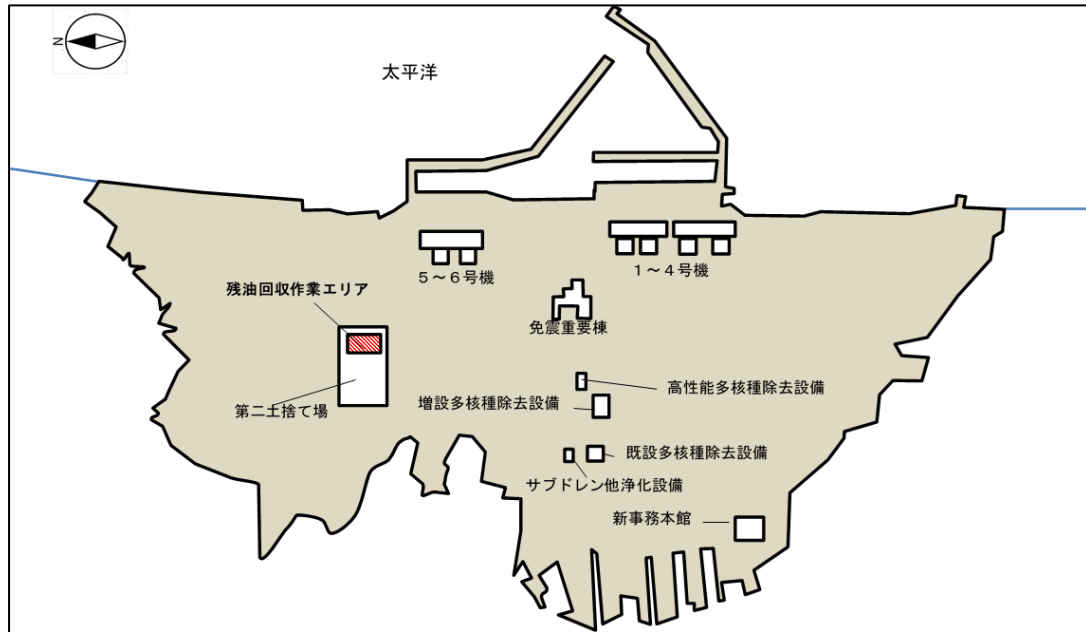 N
太平洋
５～６号機
１～４号機
残油回収作業エリア
免震重要棟
高性能多核種除去設備
増設多核種除去設備
第二土捨て場
既設多核種除去設備
サブドレン他浄化設備
新事務本館